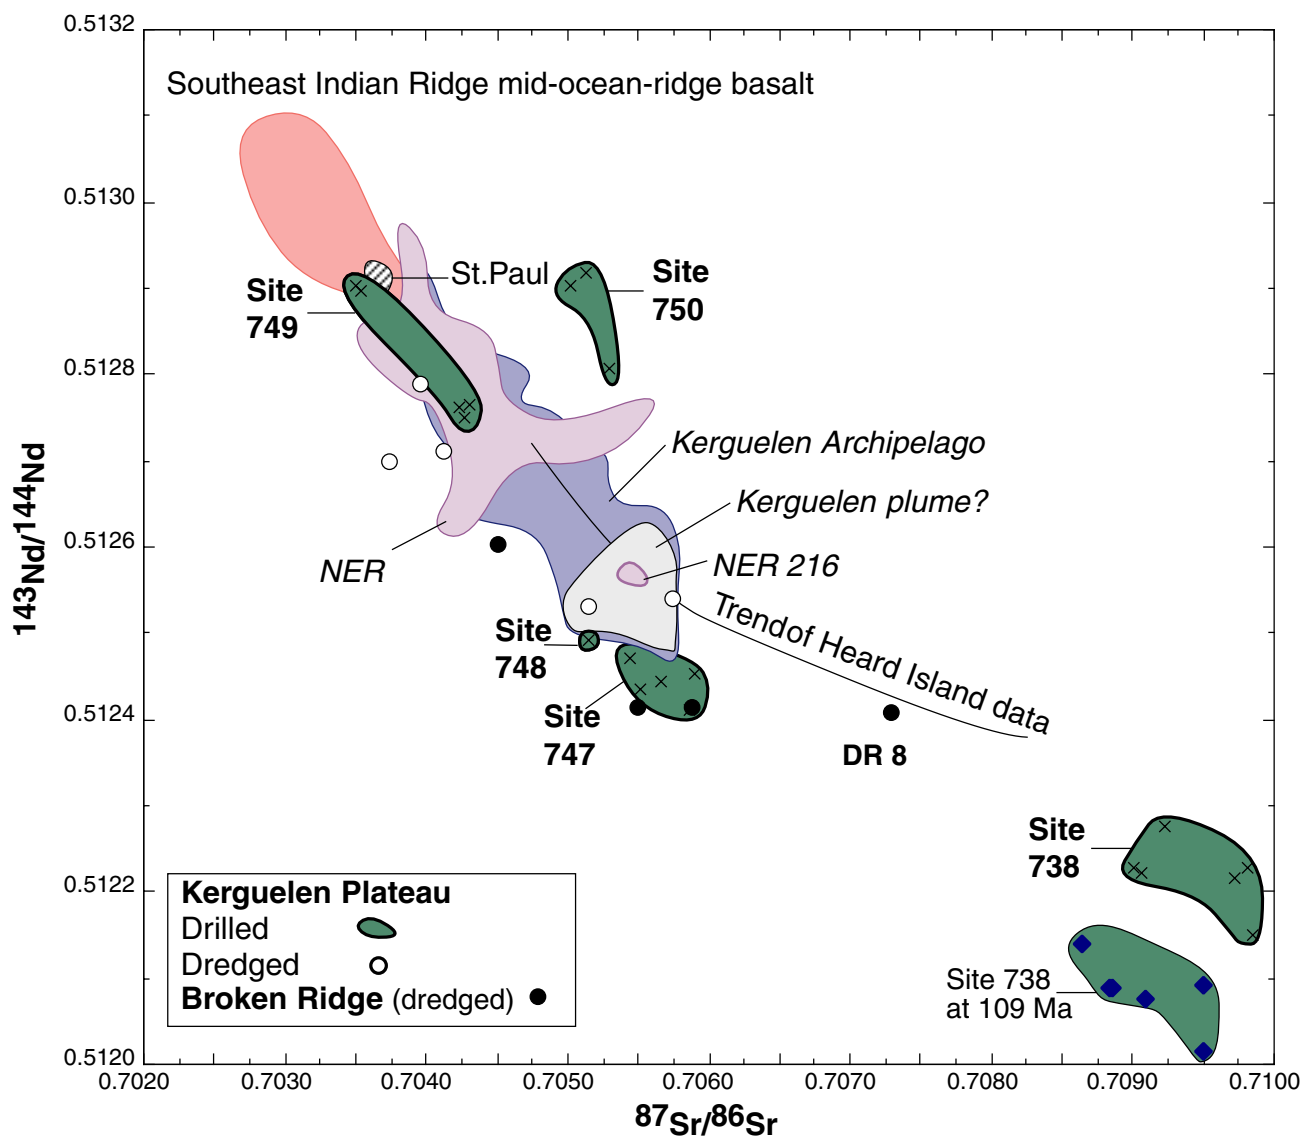 0.5132
Southeast Indian Ridge mid-ocean-ridge basalt
0.5130
St.Paul
Site
749
Site
750
0.5128
Kerguelen Archipelago
Kerguelen plume?
143Nd/144Nd
0.5126
NER
NER 216
Trendof Heard Island data
Site
748
0.5124
Site
747
DR 8
Site
738
0.5122
Kerguelen Plateau
Drilled
Dredged
Broken Ridge (dredged)
Site 738
at 109 Ma
0.5120
0.7020 0.7030 0.7040 0.7050 0.7060 0.7070 0.7080 0.7090 0.7100
87Sr/86Sr